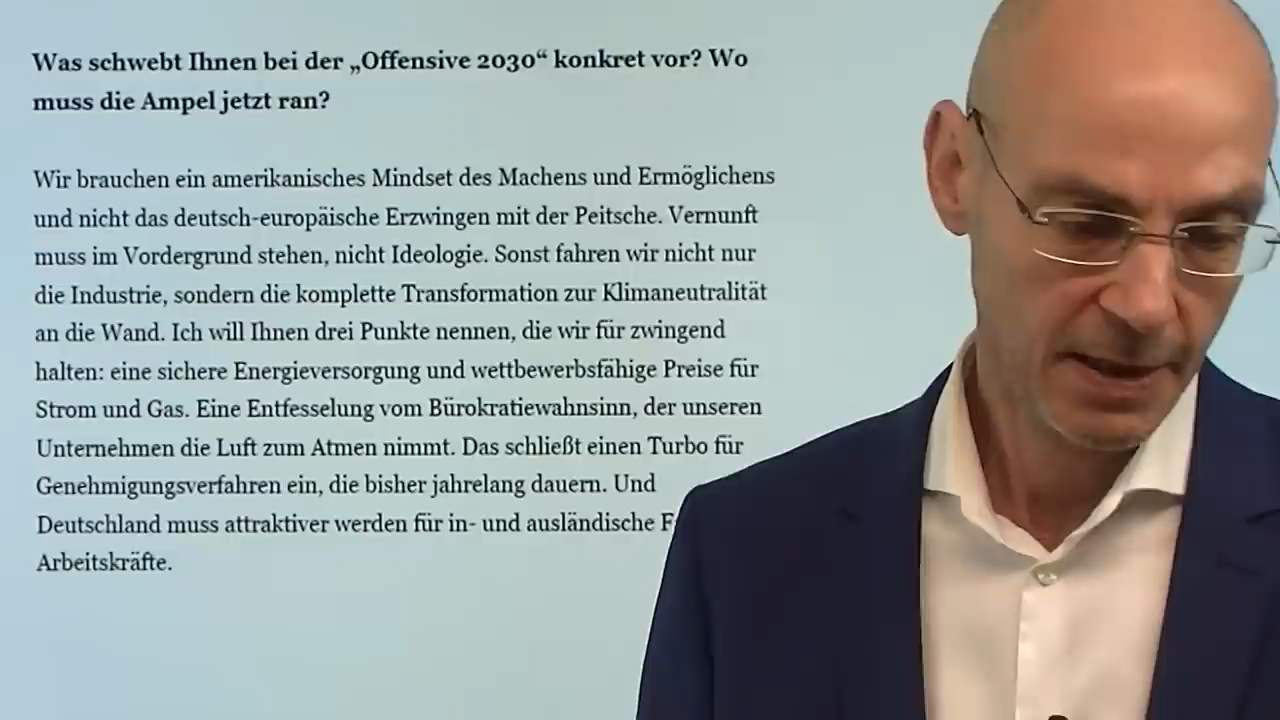 Was schwebt Ihnen bei der „Offensive 2030“ konkret vor? Wo
muss die Ampel jetzt ran?
Wir brauchen ein amerikanisches Mindset des Machens und Ermöglichens
und nicht das deutsch-europäische Erzwingen mit der Peitsche. Vernunft
muss im Vordergrund stehen, nicht Ideologie. Sonst fahren wir nicht nur
die Industrie, sondern die komplette Transformation zur Klimaneutralität
an die Wand. Ich will Ihnen drei Punkte nennen, die wir für zwingend
halten: eine sichere Energieversorgung und wettbewerbsfähige Preise für
Strom und Gas. Eine Entfesselung vom Bürokratiewahnsinn, der unseren
Unternehmen die Luft zum Atmen nimmt. Das schließt einen Turbo für
Genehmigungsverfahren ein, die bisher jahrelang dauern. Und
Deutschland muss attraktiver werden für in- und ausländische
Arbeitskräfte.